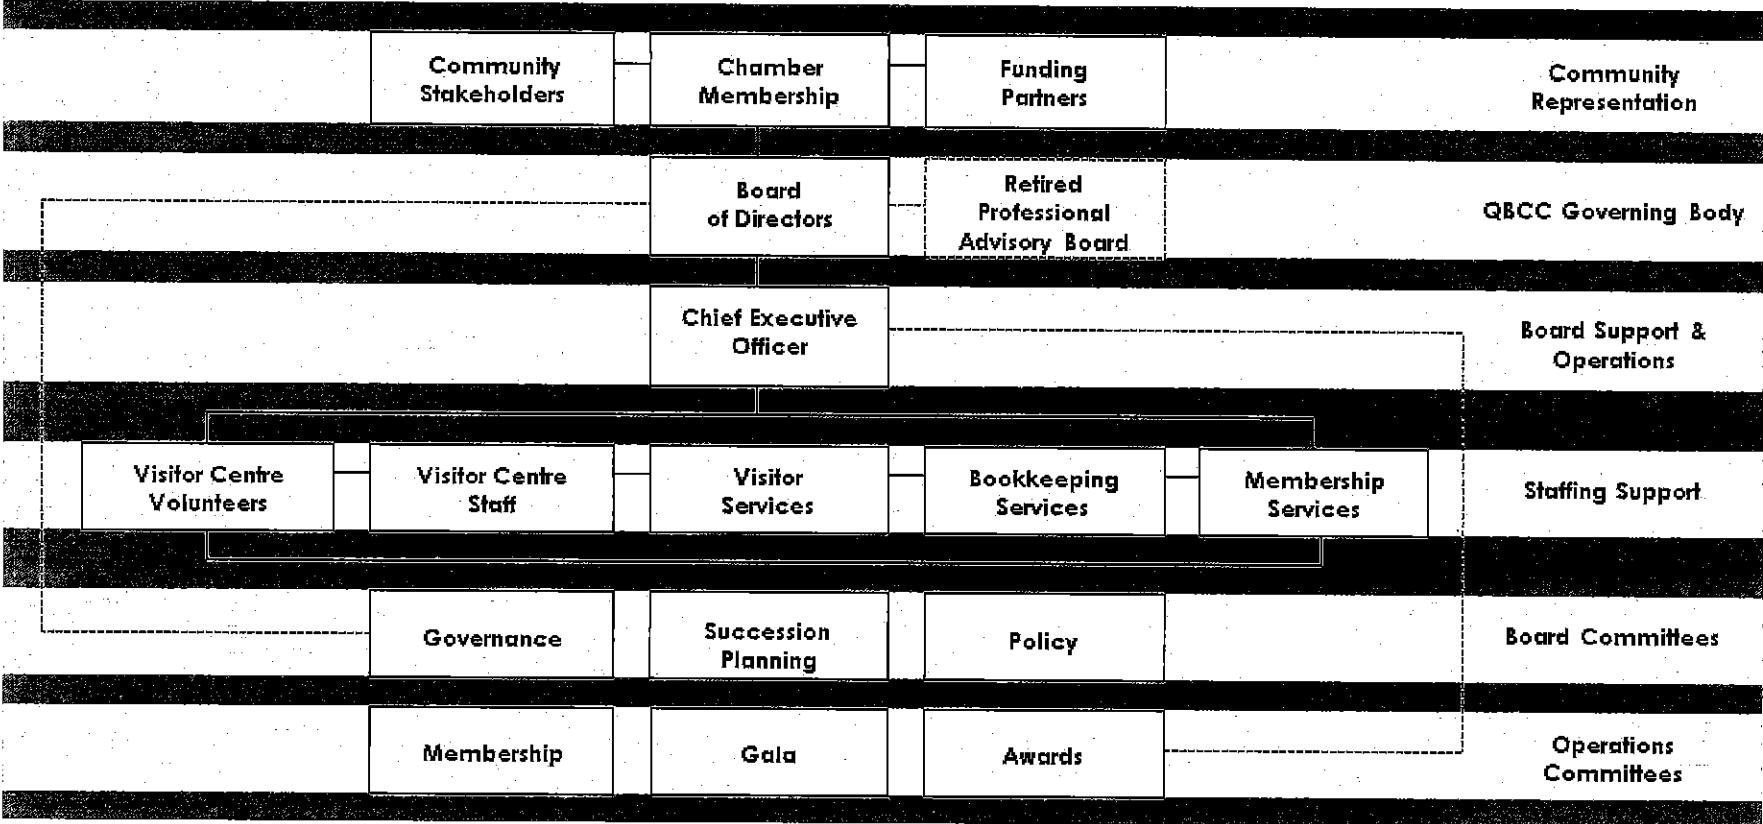 Community
Stakeholders
Chamber
Membership
Funding
Partners
Community
Representation
Board
of Directors
Retired
Professional
Advisory Board
QBCC Governing Body
Chief Executive
Officer
Board Support &
Operations
Visitor Centre
Volunteers
Visitor Centre
Staff
Visitor
Services
Bookkeeping
Services
Membership
Services
Staffing Support
Governance
Succession
Planning
Policy
Board Committees
Membership
Gala
Awards
Operations
Committees